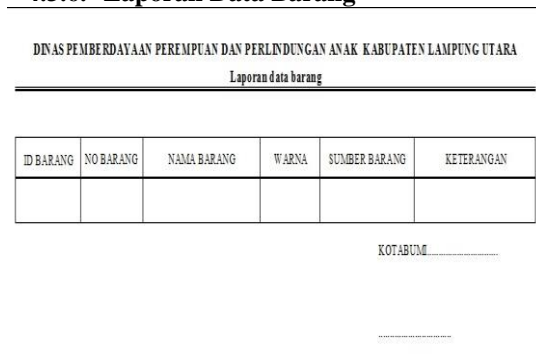 4.3.6. Laporan Data Barang
DINAS PEMBERDAYAAN PEREMPUAN DAN PERLINDUNGAN ANAK KABUPATEN LAMPUNG UTARA
Laporan data barang
ID BARANG NO BARANG NAMA BARANG WARNA SUMBER BARANG KETERANGAN
KOTABUMI..............................
..............................